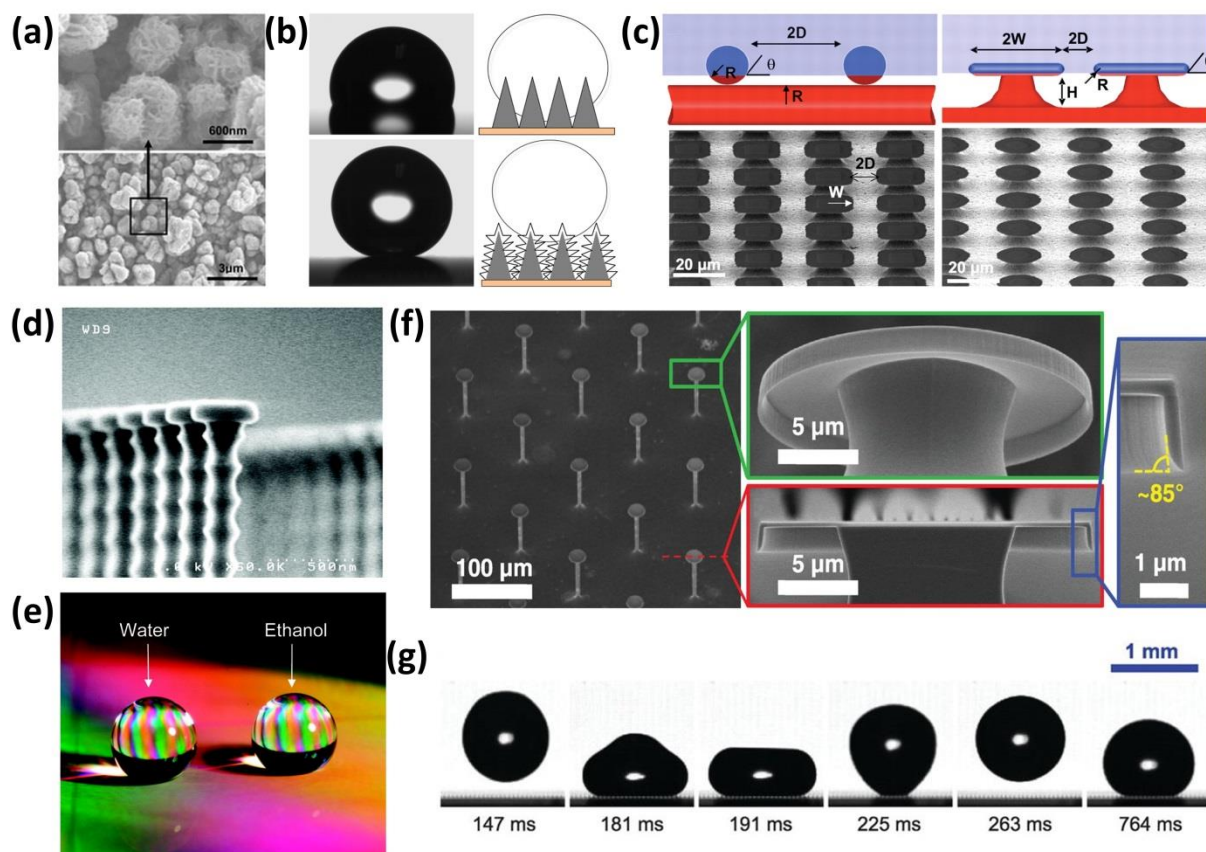 (a)
600nm
3μm
(b)
(c)
2D
R
θ
R
2W
2D
R
H
2D
W
20 μm
20 μm
(d)
WD9
500nm
(e)
Water
Ethanol
(f)
100 μm
5 μm
5 μm
~85°
1 μm
(g)
1 mm
147 ms
181 ms
191 ms
225 ms
263 ms
764 ms